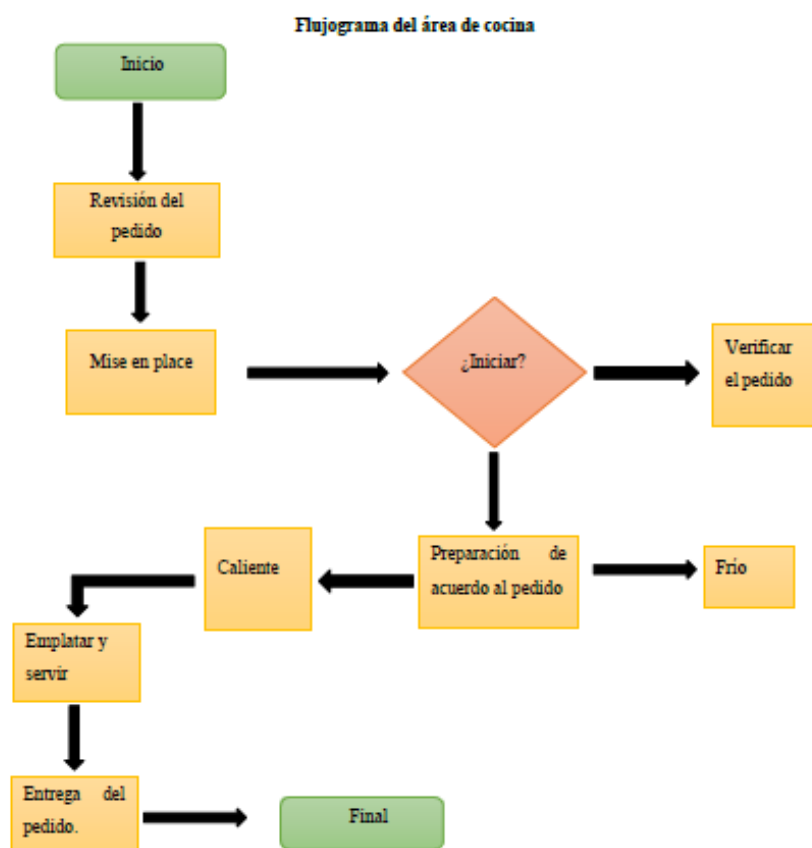 Flujograma del área de cocina
Inicio
Revisión del
pedido
Mise en place
¿Iniciar?
Verificar
el pedido
Caliente
Preparación de
acuerdo al pedido
Frío
Emplatar y
servir
Entrega del
pedido.
Final